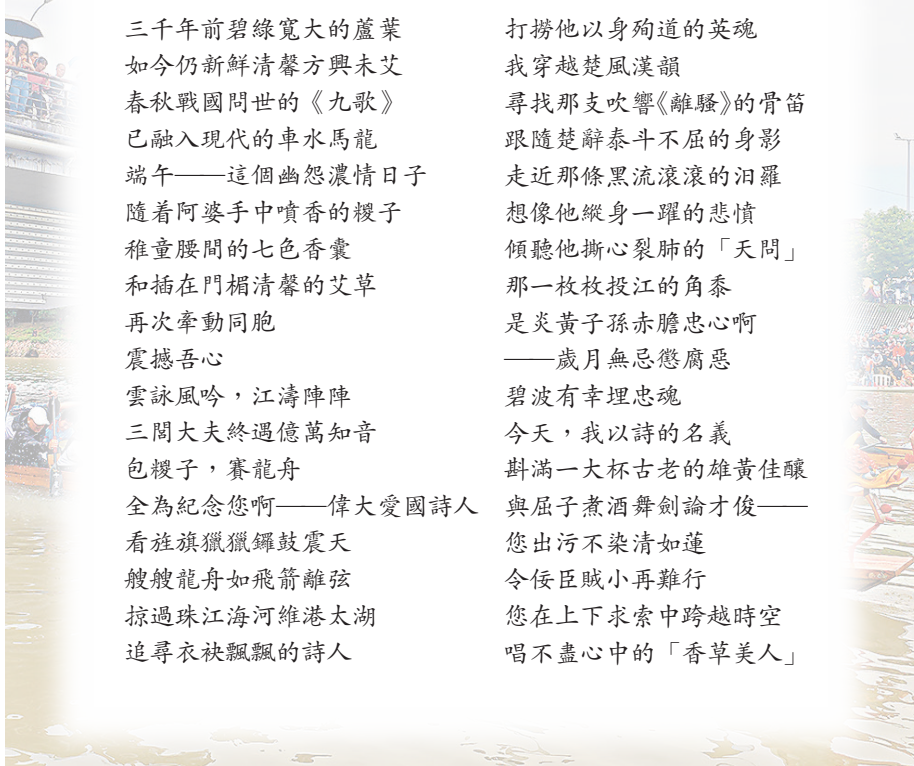 三千年前碧綠寬大的蘆葉
如今仍新鮮清馨方興未艾
春秋戰國問世的《九歌》
已融入現代的車水馬龍
端午——這個幽怨濃情日子
隨着阿婆手中噴香的糉子
稚童腰間的七色香囊
和插在門楣清馨的艾草
再次牽動同胞
震撼吾心
雲詠風吟，江濤陣陣
三閭大夫終遇億萬知音
包糉子，賽龍舟
全為紀念您啊——偉大愛國詩人
看旌旗獵獵鑼鼓震天
艘艘龍舟如飛箭離弦
掠過珠江海河維港太湖
追尋衣袂飄飄的詩人
打撈他以身殉道的英魂
我穿越楚風漢韻
尋找那支吹響《離騷》的骨笛
跟隨楚辭泰斗不屈的身影
走近那條黑流滾滾的汨羅
想像他縱身一躍的悲憤
傾聽他撕心裂肺的「天問」
那一枚枚投江的角黍
是炎黃子孫赤膽忠心啊
——歲月無忌懲腐惡
碧波有幸埋忠魂
今天，我以詩的名義
斟滿一大杯古老的雄黃佳釀
與屈子煮酒舞劍論才俊——
您出污不染清如蓮
令佞臣賊小再難行
您在上下求索中跨越時空
唱不盡心中的「香草美人」